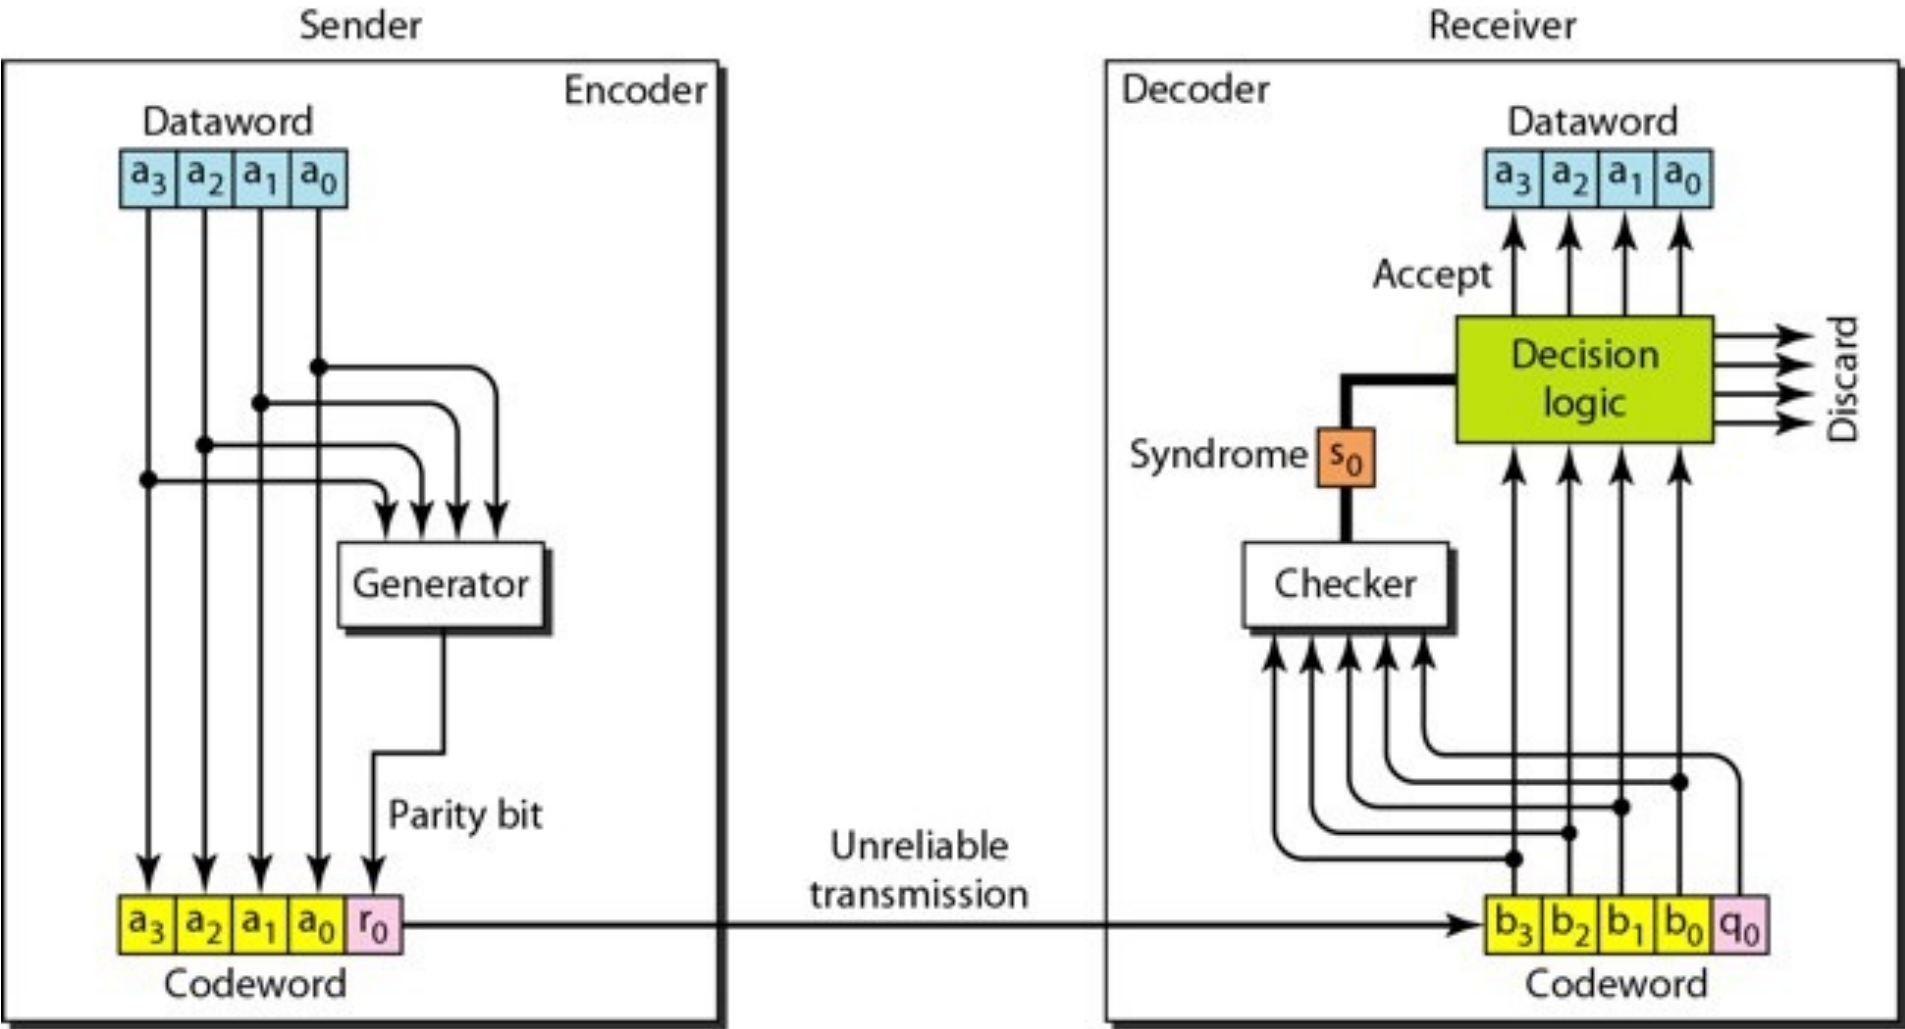 Sender
Receiver
Encoder
Decoder
Dataword
a3 a2 a1 a0
Generator
Parity bit
a3 a2 a1 a0 r0
Codeword
Unreliable
transmission
Dataword
a3 a2 a1 a0
Accept
Decision
logic
Discard
Syndrome
s0
Checker
b3 b2 b1 b0 q0
Codeword